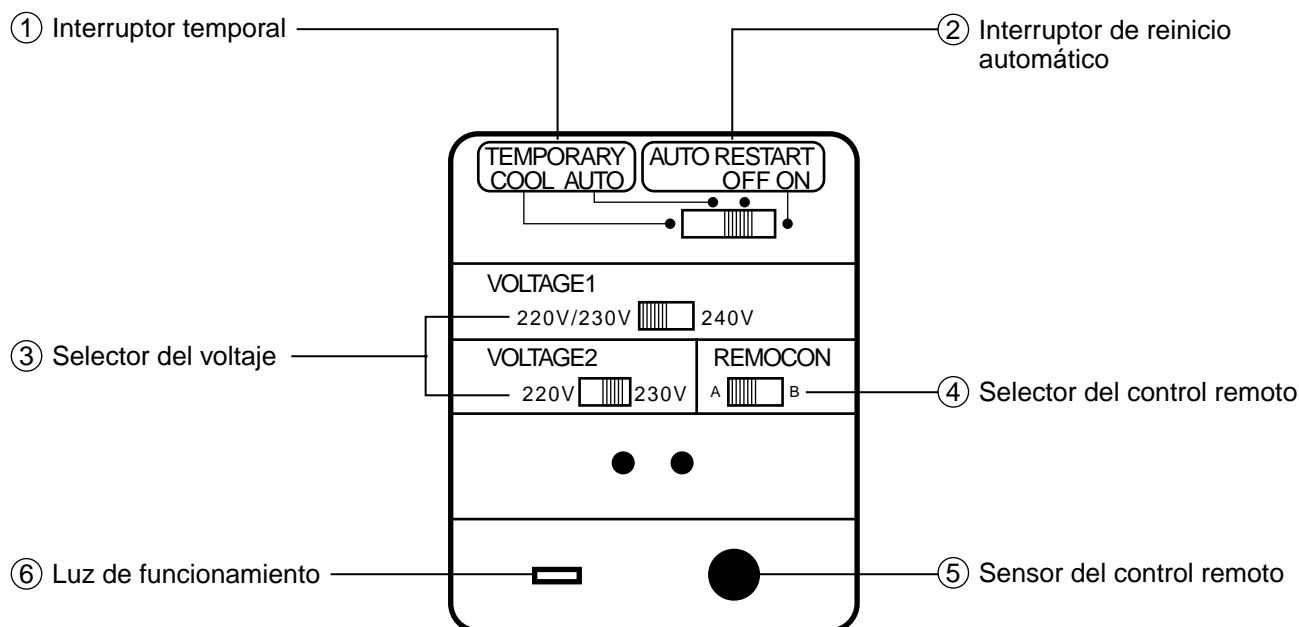 ① Interruptor temporal
② Interruptor de reinicio
automático
TEMPORARY
COOL AUTO
AUTO RESTART
OFF ON
VOLTAGE1
220V/230V 240V
③ Selector del voltaje
VOLTAGE2
220V 230V
REMOCON
A B
④ Selector del control remoto
⑥ Luz de funcionamiento
⑤ Sensor del control remoto